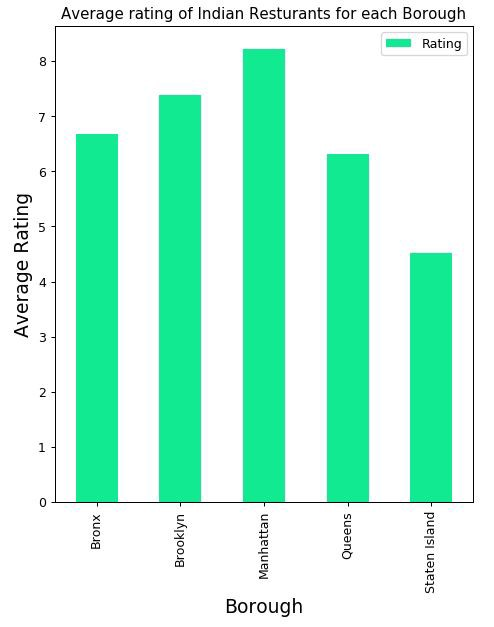 Average rating of Indian Resturants for each Borough
Rating
8
7
6
5
4
3
2
1
0
Average Rating
Bronx
Brooklyn
Manhattan
Queens
Staten Island
Borough